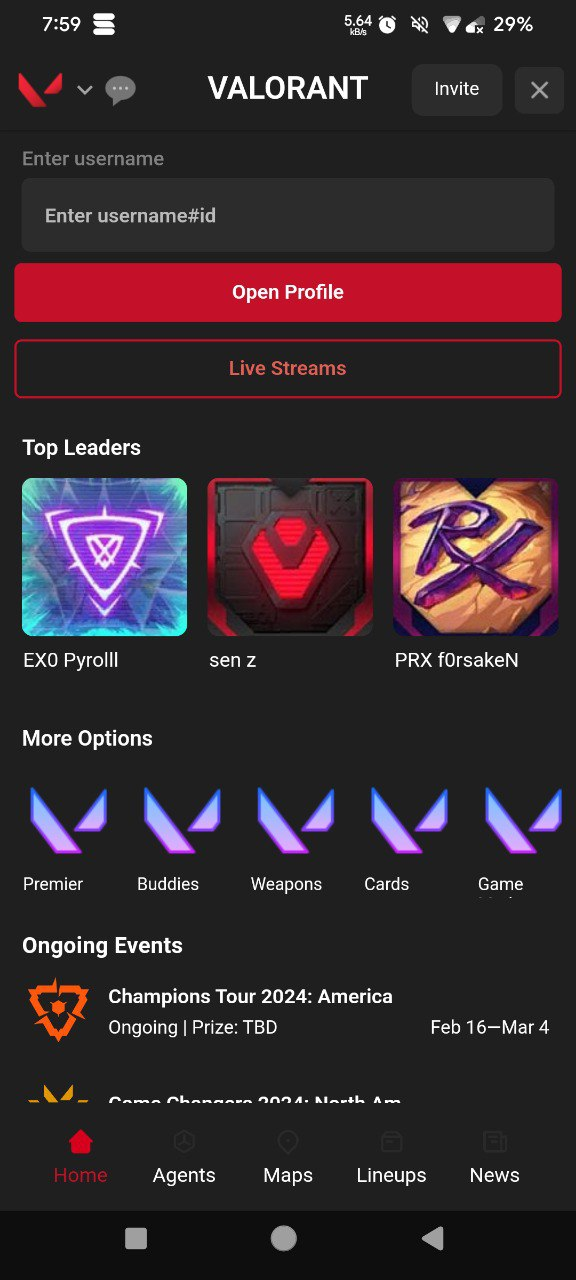 7:59
5.64
kB/s
29%
VALORANT
Invite
Enter username
Enter username#id
Open Profile
Live Streams
Top Leaders
EX0 Pyrolll
sen z
PRX f0rsakeN
More Options
Premier
Buddies
Weapons
Cards
Game
Ongoing Events
Champions Tour 2024: America
Ongoing | Prize: TBD
Feb 16—Mar 4
Game Changers 2024: North Am
Home
Agents
Maps
Lineups
News